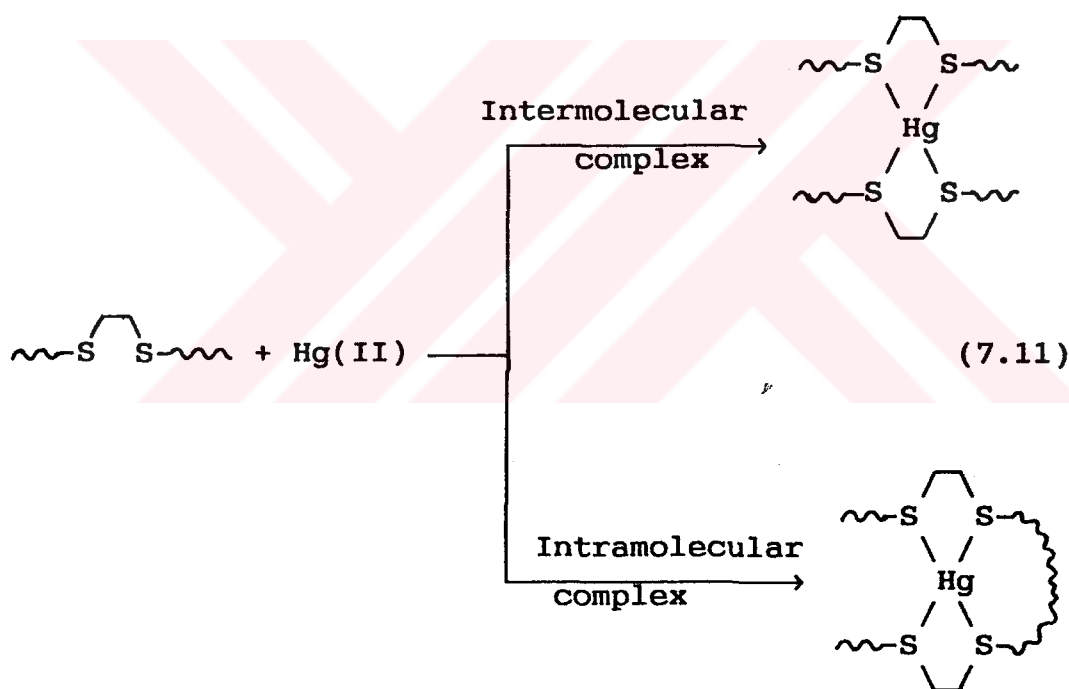 S S
Intermolecular
Hg
complex
S S
S S + Hg(II) (7.11)
S S
Intramolecular
Hg
complex
S S